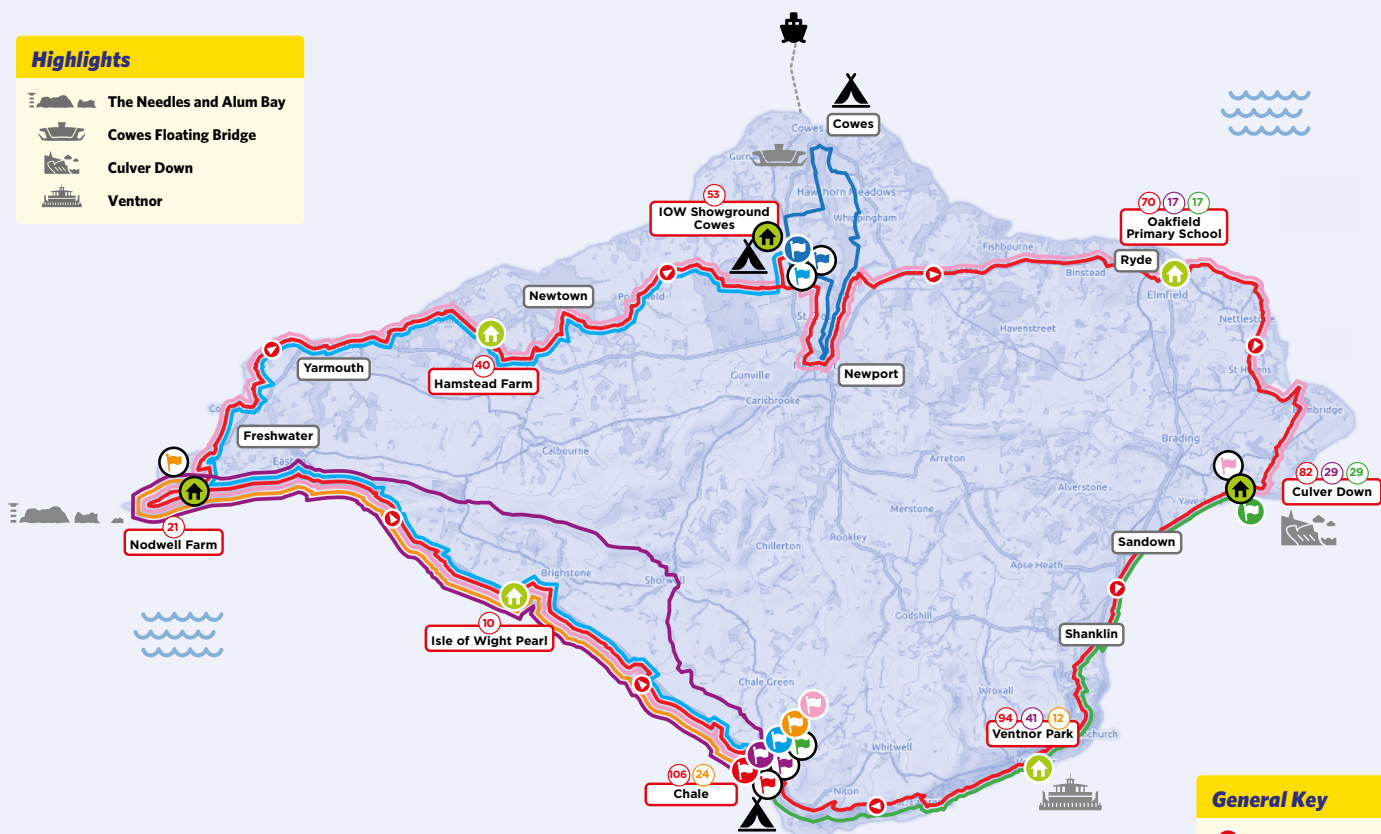 Highlights
The Needles and Alum Bay
Cowes Floating Bridge
Culver Down
Ventnor
Cowes
Cowes
Gurn
Hawthorn Meadows
Whippingham
53
IOW Showground
Cowes
70 17 17
Oakfield
Primary School
Fishbourne
Binstead
Ryde
Elmfield
Newtown
Nettlestone
Havenstreet
St Helens
Yarmouth
40
Hamstead Farm
Gunville
Newport
Carisbrooke
Freshwater
Calbourne
Brading
Arreton
Alverstone
82 29 29
Culver Down
Merstone
21
Nodwell Farm
Rookley
Chillerton
Sandown
Apse Heath
Brighstone
Shorwell
10
Isle of Wight Pearl
Godshill
Shanklin
Chale Green
Wroxall
94 41 12
Ventnor Park
church
Whitwell
106 24
Chale
Niton
General Key